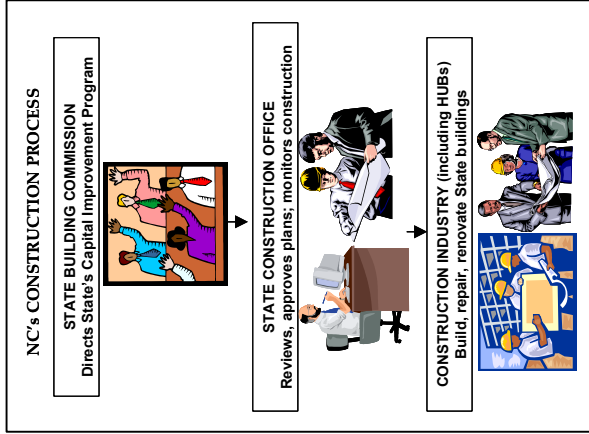 NC's CONSTRUCTION PROCESS
STATE BUILDING COMMISSION
Directs State's Capital Improvement Program
STATE CONSTRUCTION OFFICE
Reviews, approves plans; monitors construction
CONSTRUCTION INDUSTRY (including HUBs)
Build, repair, renovate State buildings